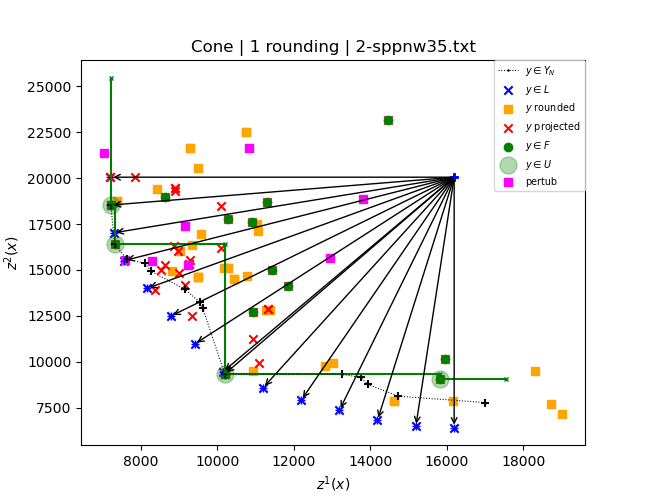 Cone | 1 rounding | 2-sppnw35.txt
z²(x)
25000
22500
20000
17500
15000
12500
10000
7500
8000 10000 12000 14000 16000 18000
z¹(x)
y ∈ Y_N
y ∈ L
y rounded
y projected
y ∈ F
y ∈ U
pertub